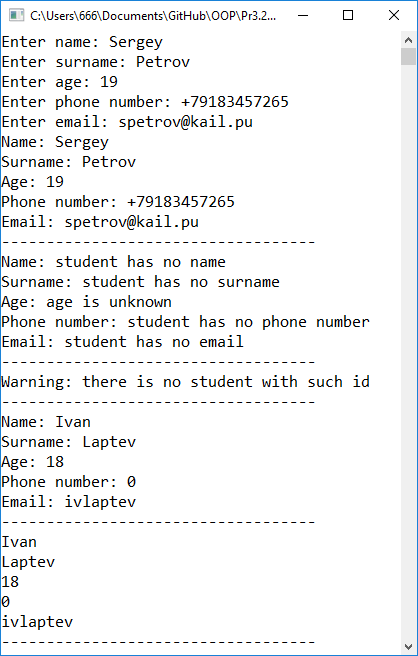 C:\Users\666\Documents\GitHub\OOP\Pr3.2...
Enter name: Sergey
Enter surname: Petrov
Enter age: 19
Enter phone number: +79183457265
Enter email: spetrov@kail.pu
Name: Sergey
Surname: Petrov
Age: 19
Phone number: +79183457265
Email: spetrov@kail.pu
-----------------------------------
Name: student has no name
Surname: student has no surname
Age: age is unknown
Phone number: student has no phone number
Email: student has no email
-----------------------------------
Warning: there is no student with such id
-----------------------------------
Name: Ivan
Surname: Laptev
Age: 18
Phone number: 0
Email: ivlaptev
-----------------------------------
Ivan
Laptev
18
0
ivlaptev
-----------------------------------